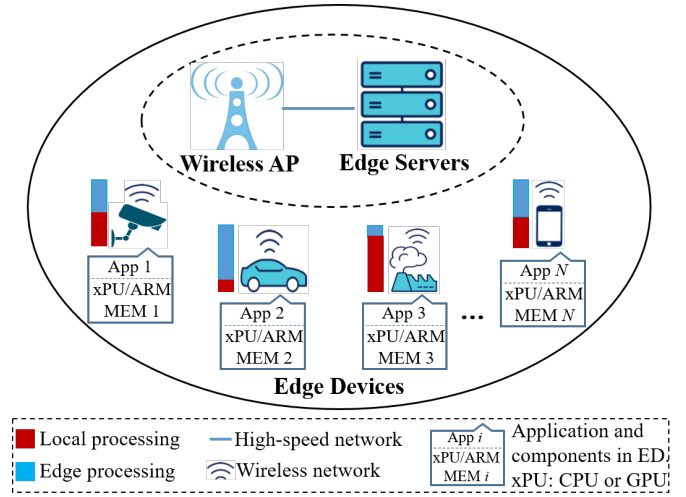 Wireless AP
Edge Servers
App 1
xPU/ARM
MEM 1
App 2
xPU/ARM
MEM 2
App 3
xPU/ARM
MEM 3
...
App N
xPU/ARM
MEM N
Edge Devices
Local processing
High-speed network
Edge processing
Wireless network
App i
xPU/ARM
MEM i
Application and
components in ED.
xPU: CPU or GPU